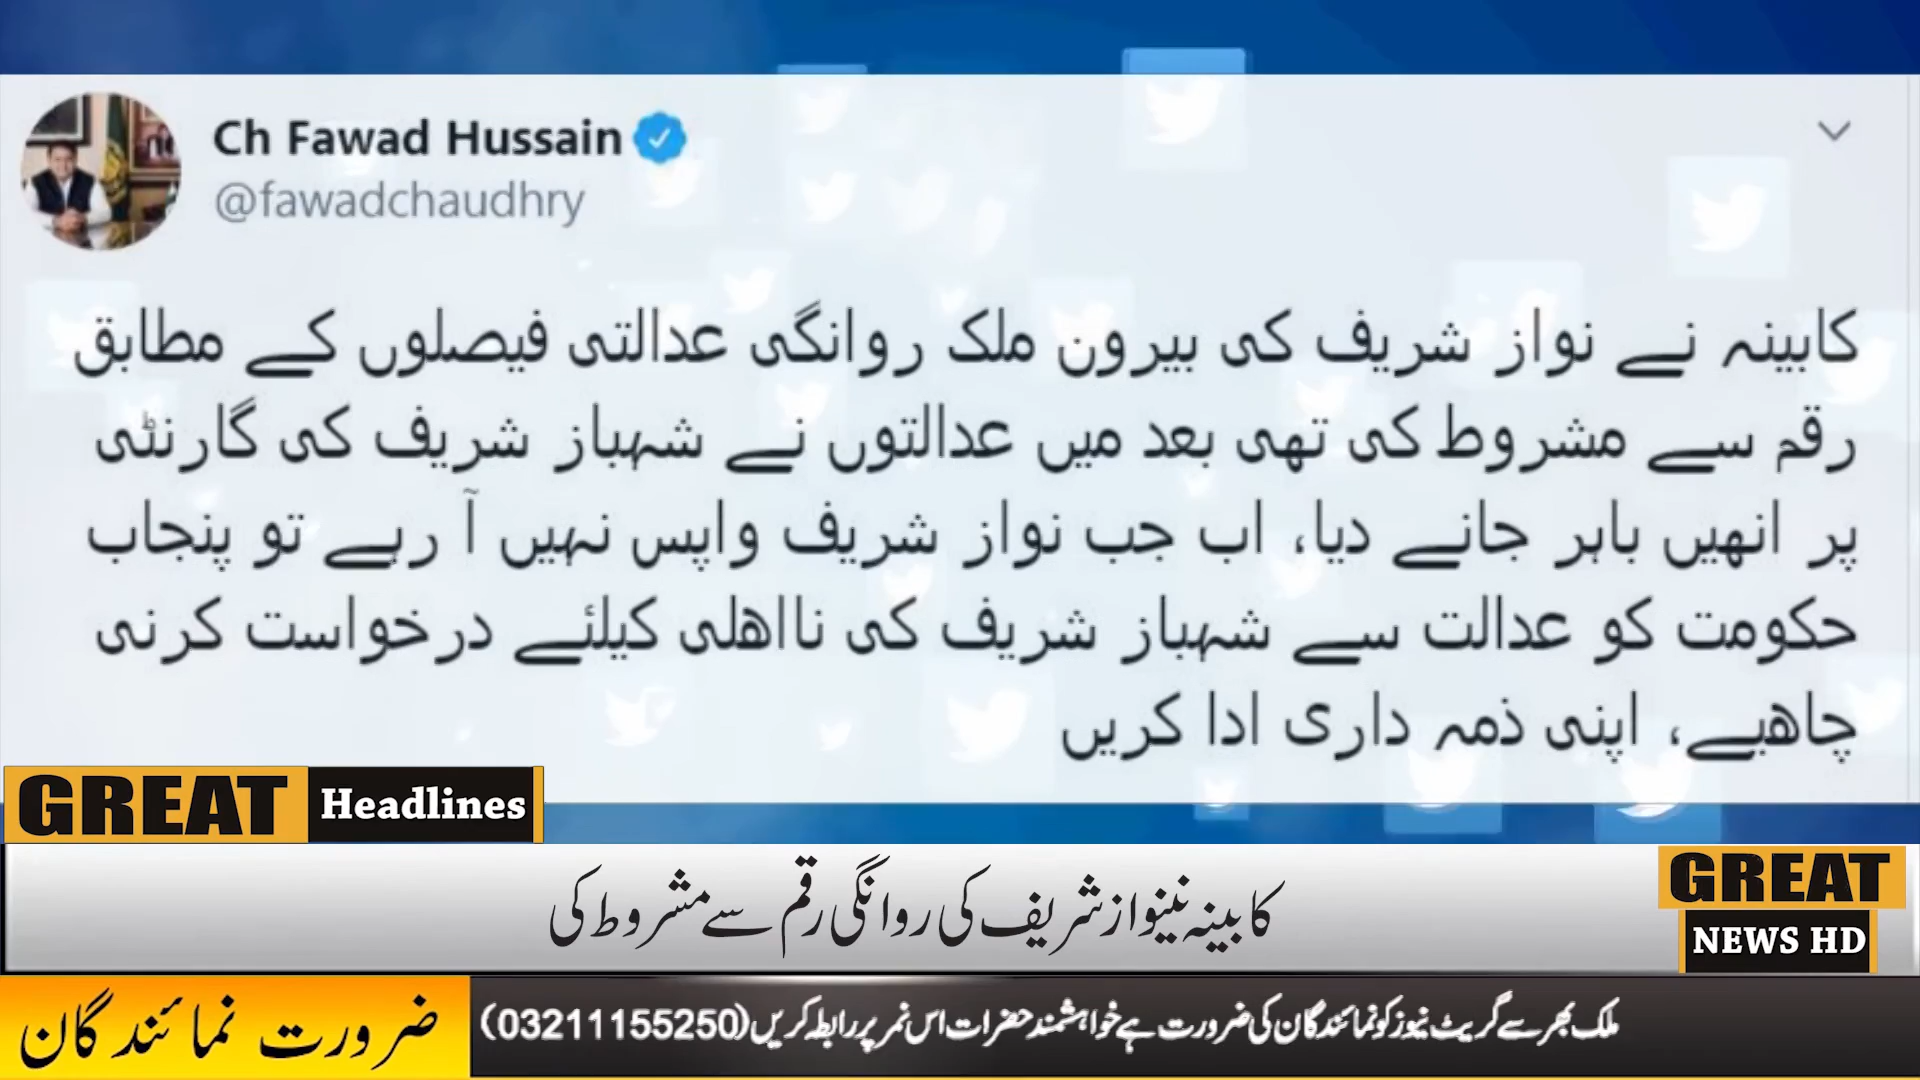 Ch Fawad Hussain
@fawadchaudhry
کابینہ نے نواز شریف کی بیرون ملک روانگی عدالتی فیصلوں کے مطابق
رقم سے مشروط کی تھی بعد میں عدالتوں نے شہباز شریف کی گارنٹی
پر انھیں باہر جانے دیا، اب جب نواز شریف واپس نہیں آ رہے تو پنجاب
حکومت کو عدالت سے شہباز شریف کی نااھلی کیلئے درخواست کرنی
چاھیے، اپنی ذمہ داری ادا کریں
GREAT Headlines
کابینہ نینواز شریف کی روانگی رقم سے مشروط کی
GREAT
NEWS HD
ضرورت نمائندگان
ملک بھر سے گریٹ نیوز کو نمائندگان کی ضرورت ہے خواہشمند حضرات اس نمبر پر رابطہ کریں (03211155250)